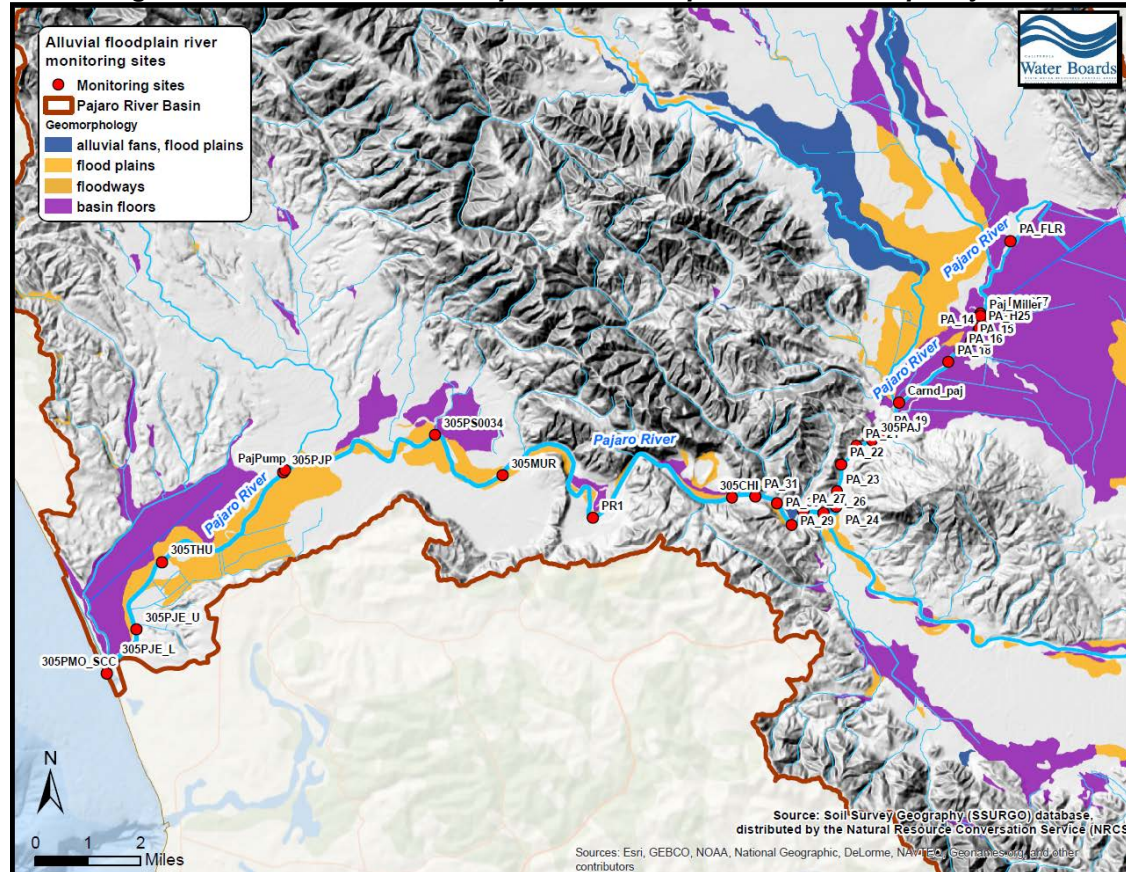 Alluvial floodplain river
monitoring sites
Monitoring sites
Pajaro River Basin
Geomorphology
alluvial fans, flood plains
flood plains
floodways
basin floors
CALIFORNIA
Water Boards
PA_FLR
Pajaro River
Paj_Miller
PA_14
PA_15
PA_16
PA_18
Pajaro River
Carnd_paj
PA_19
305PAJ
PA_22
PA_23
305PS0034
Pajaro River
PajPump
305PJP
305MUR
305CHI
PA_31
PA_27
PR1
PA_29
PA_24
Pajaro River
305THU
305PJE_U
305PJE_L
305PMO_SCC
N
0 1 2
Miles
Source: Soil Survey Geography (SSURGO) database,
distributed by the Natural Resource Conversation Service (NRCS
Sources: Esri, GEBCO, NOAA, National Geographic, DeLorme, NAVTEQ, Geonames.org, and other
contributors